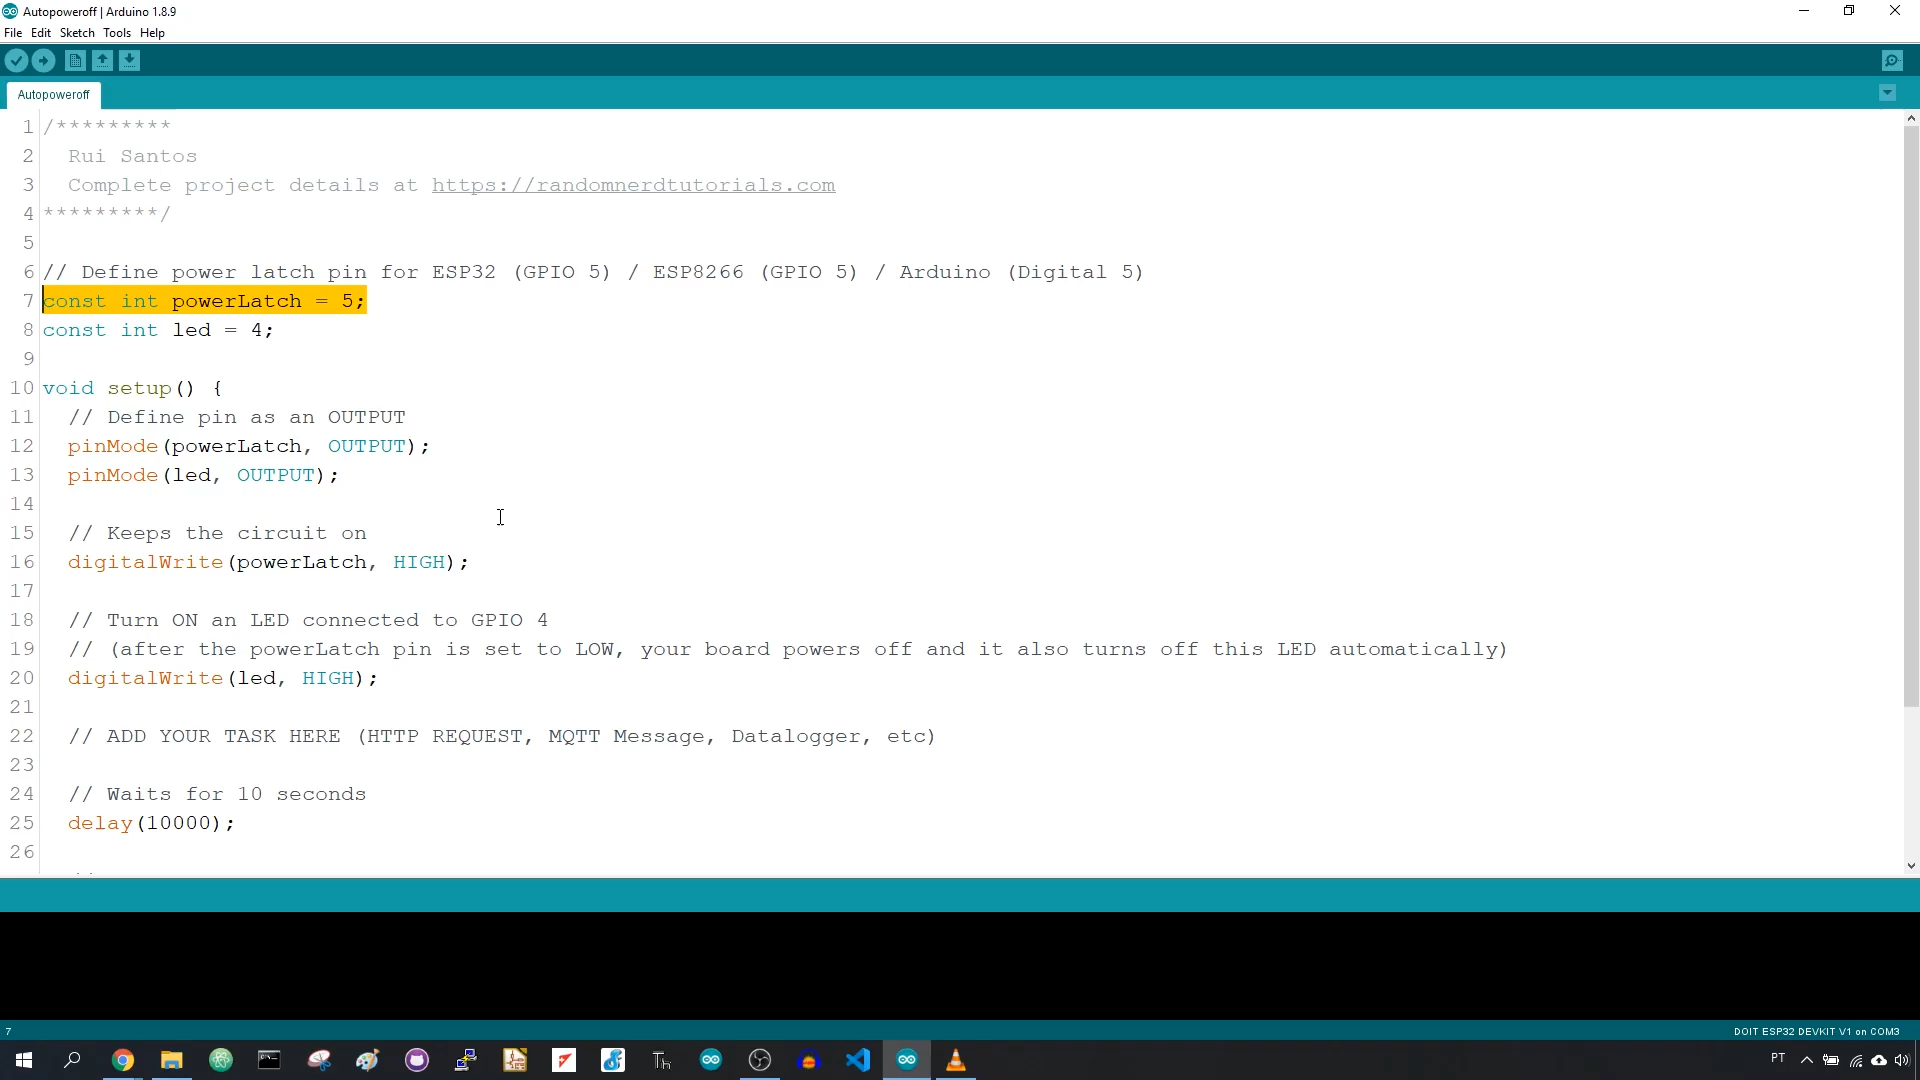 Autopoweroff | Arduino 1.8.9
File Edit Sketch Tools Help
Autopoweroff
1 /*********
2 Rui Santos
3 Complete project details at https://randomnerdtutorials.com
4 *********/
5
6 // Define power latch pin for ESP32 (GPIO 5) / ESP8266 (GPIO 5) / Arduino (Digital 5)
7 const int powerLatch = 5;
8 const int led = 4;
9
10 void setup() {
11 // Define pin as an OUTPUT
12 pinMode(powerLatch, OUTPUT);
13 pinMode(led, OUTPUT);
14
15 // Keeps the circuit on
16 digitalWrite(powerLatch, HIGH);
17
18 // Turn ON an LED connected to GPIO 4
19 // (after the powerLatch pin is set to LOW, your board powers off and it also turns off this LED automatically)
20 digitalWrite(led, HIGH);
21
22 // ADD YOUR TASK HERE (HTTP REQUEST, MQTT Message, Datalogger, etc)
23
24 // Waits for 10 seconds
25 delay(10000);
26
7
DOIT ESP32 DEVKIT V1 on COM3
PT